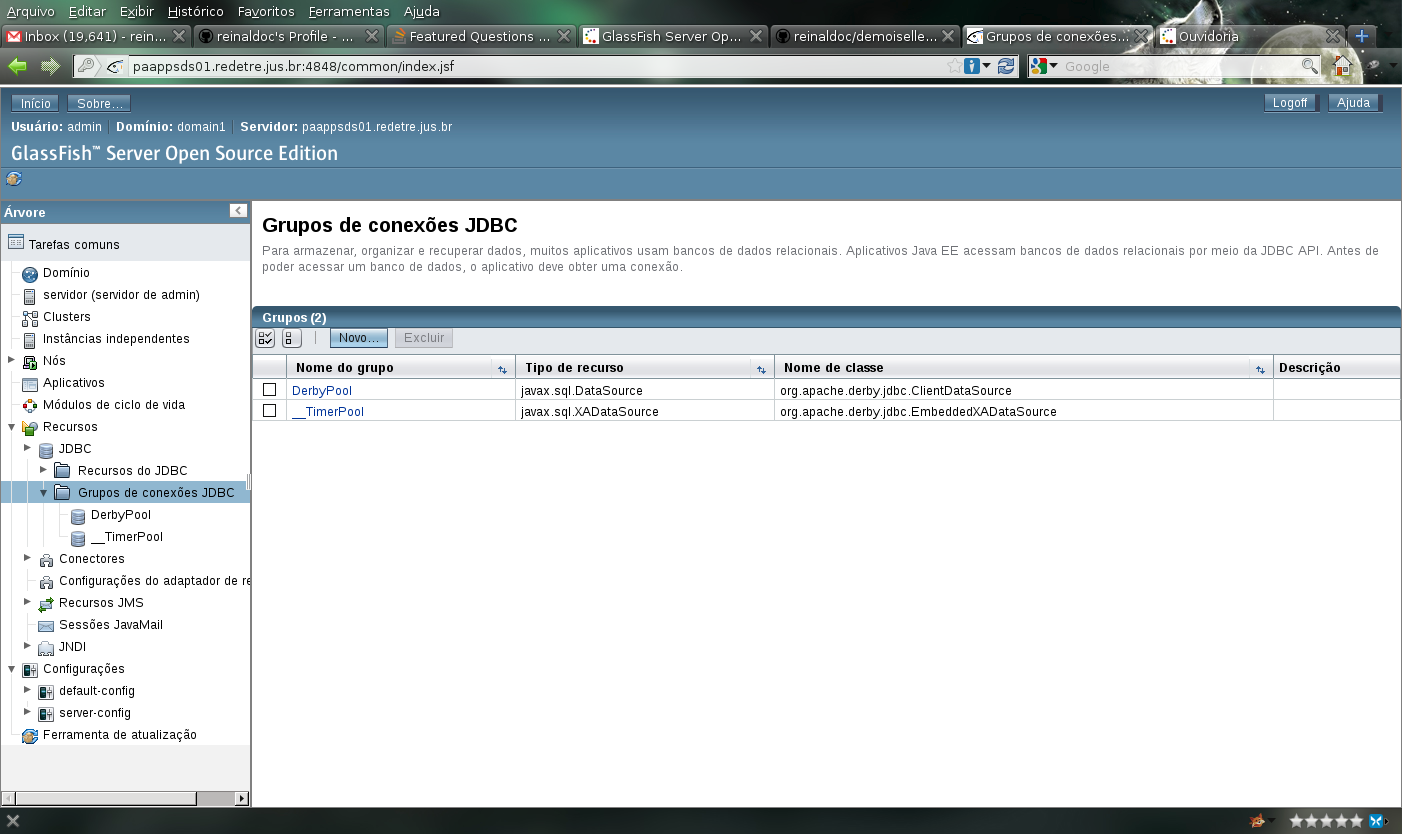 Arquivo Editar Exibir Histórico Favoritos Ferramentas Ajuda
Inbox (19,641) - rein... reinaldoc's Profile - ... Featured Questions ... GlassFish Server Op... reinaldo/demoiselle... Grupos de conexões... Ouvidoria
paappsds01.redetre.jus.br:4848/common/index.jsf Google
Início Sobre... Logoff Ajuda
Usuário: admin Domínio: domain1 Servidor: paappsds01.redetre.jus.br
GlassFish™ Server Open Source Edition
Árvore
Tarefas comuns
Domínio
servidor (servidor de admin)
Clusters
Instâncias independentes
Nós
Aplicativos
Módulos de ciclo de vida
Recursos
JDBC
Recursos do JDBC
Grupos de conexões JDBC
DerbyPool
__TimerPool
Conectores
Configurações do adaptador de re
Recursos JMS
Sessões JavaMail
JNDI
Configurações
default-config
server-config
Ferramenta de atualização
Grupos de conexões JDBC
Para armazenar, organizar e recuperar dados, muitos aplicativos usam bancos de dados relacionais. Aplicativos Java EE acessam bancos de dados relacionais por meio da JDBC API. Antes de
poder acessar um banco de dados, o aplicativo deve obter uma conexão.
Grupos (2)
Novo... Excluir
Nome do grupo Tipo de recurso Nome de classe Descrição
DerbyPool javax.sql.DataSource org.apache.derby.jdbc.ClientDataSource
__TimerPool javax.sql.XADataSource org.apache.derby.jdbc.EmbeddedXADataSource